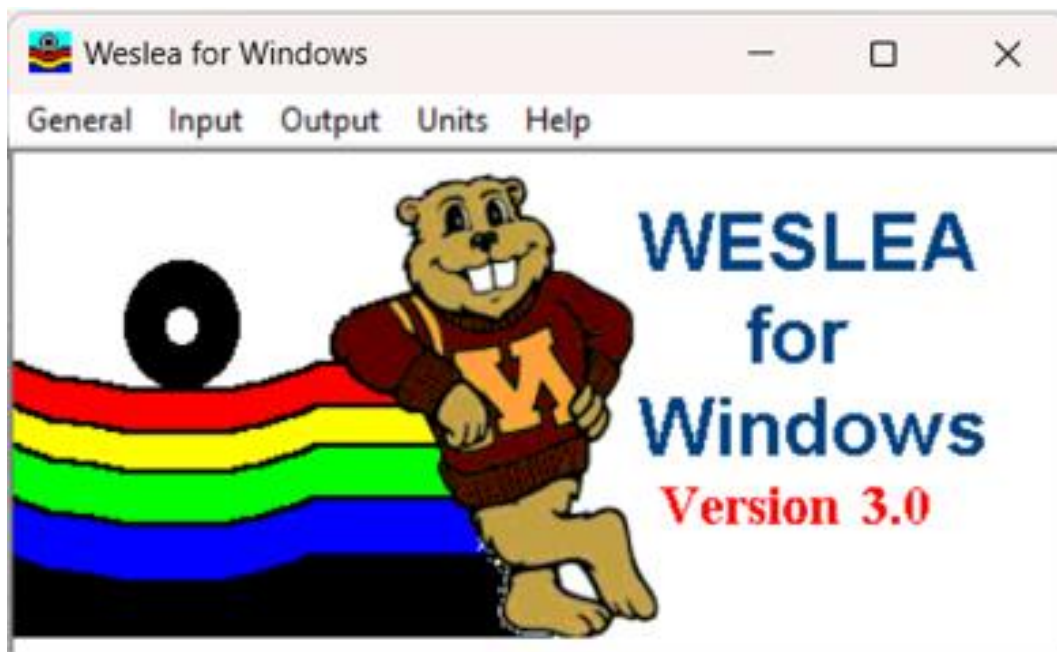 Weslea for Windows
General Input Output Units Help
WESLEA
for
Windows
Version 3.0